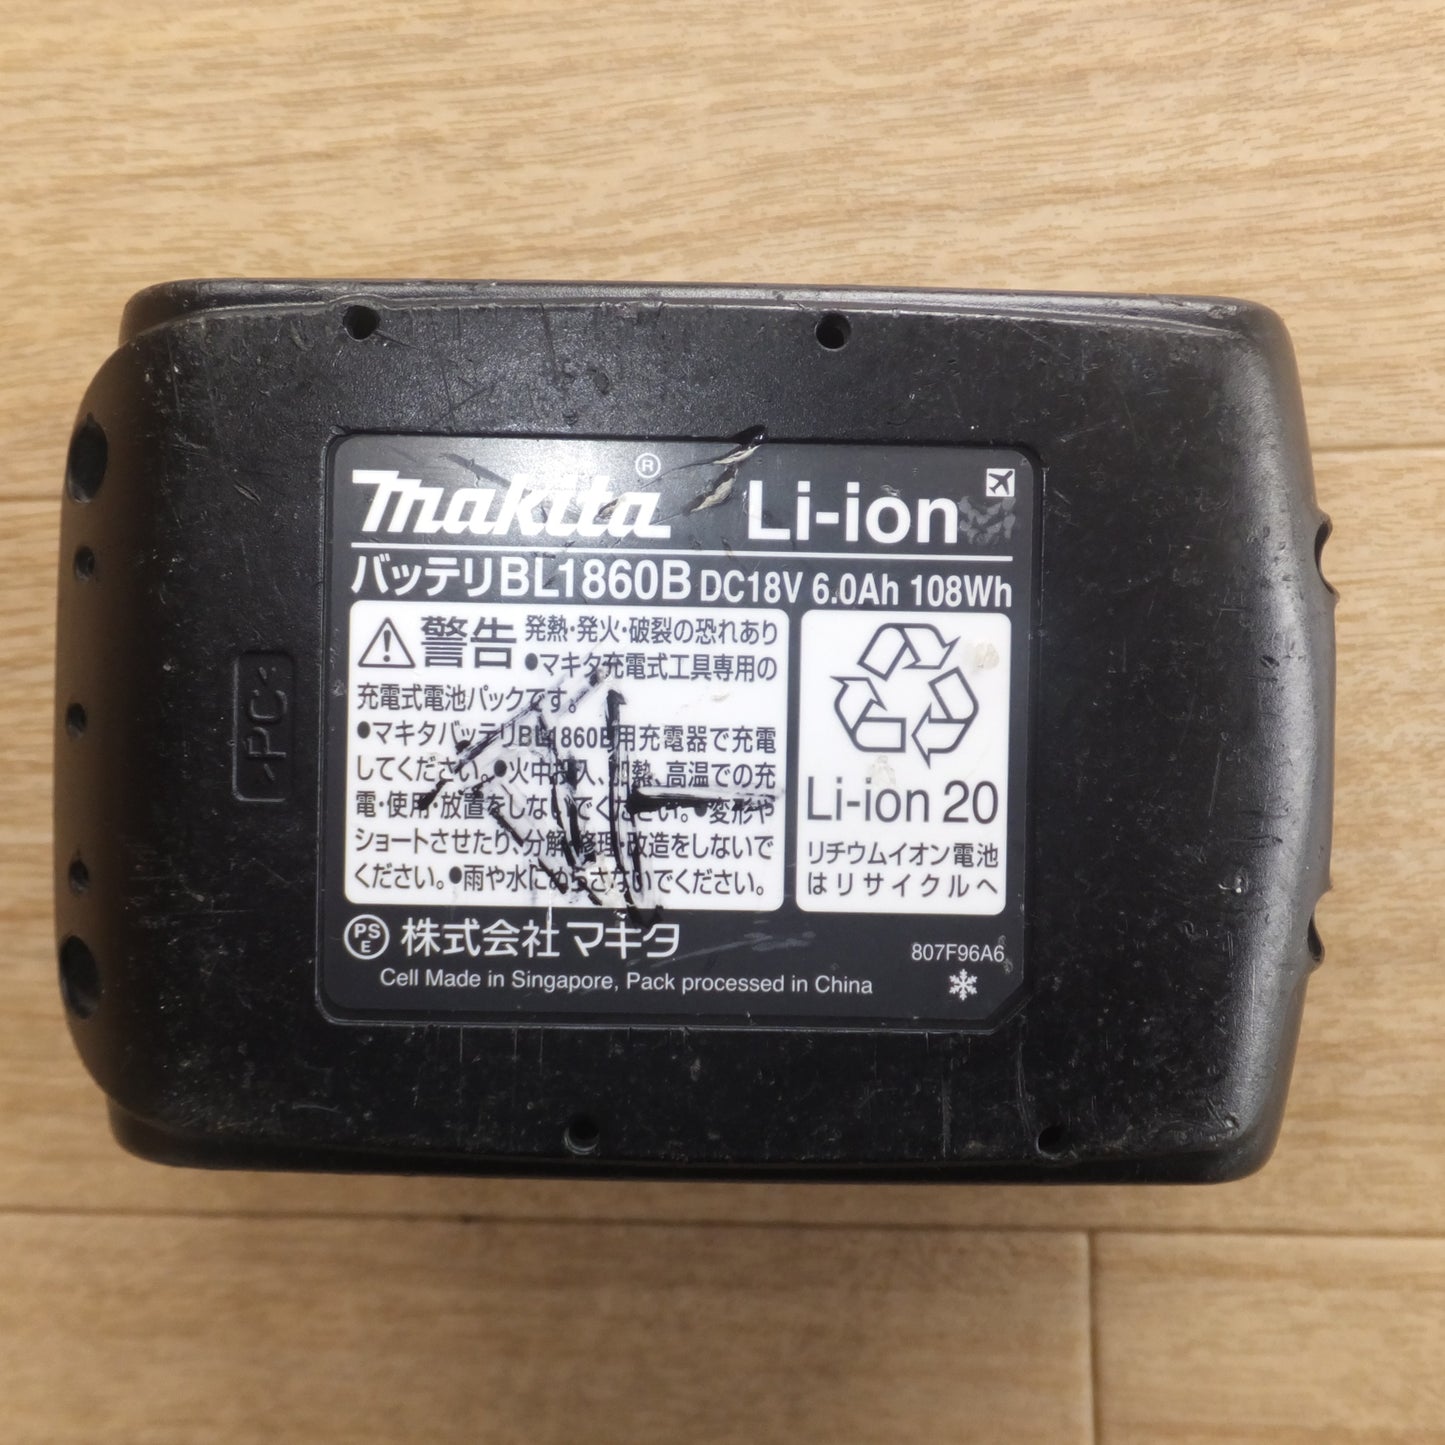 makita® Li-ion
バッテリBL1860B DC18V 6.0Ah 108Wh
警告 発熱・発火・破裂の恐れあり
●マキタ充電式工具専用の
充電式電池パックです。
●マキタバッテリBL1860B用充電器で充電
してください。●火中投入、加熱、高温での充
電・使用・放置をしないでください。●変形や
ショートさせたり、分解・修理・改造をしないで
ください。●雨や水にぬらさないでください。
Li-ion 20
リチウムイオン電池
はリサイクルへ
PS
E
株式会社マキタ
807F96A6
Cell Made in Singapore, Pack processed in China
>PC<